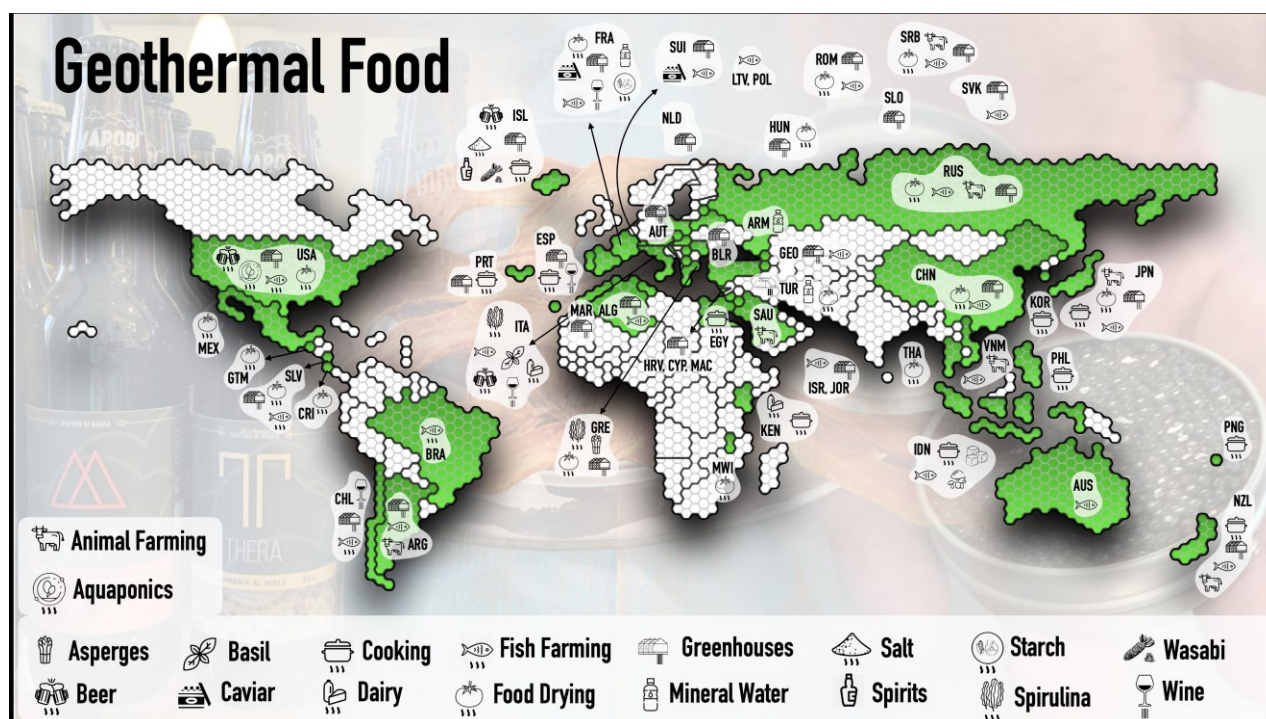 Geothermal Food
FRA
SUI
LTV, POL
ROM
SRB
SVK
SLO
HUN
NLD
ISL
RUS
USA
AUT
ARM
BLR
GEO
TUR
CHN
JPN
KOR
PRT
ESP
ITA
MAR
ALG
EGY
SAU
HRV, CYP, MAC
ISR, JOR
THA
VNM
PHL
MEX
GTM
SLV
CRI
BRA
GRE
KEN
MWI
IDN
PNG
AUS
NZL
CHL
ARG
VAPORI
VAPORI
THERA
Animal Farming
Aquaponics
Asperges
Basil
Cooking
Fish Farming
Greenhouses
Salt
Starch
Wasabi
Beer
Caviar
Dairy
Food Drying
Mineral Water
Spirits
Spirulina
Wine